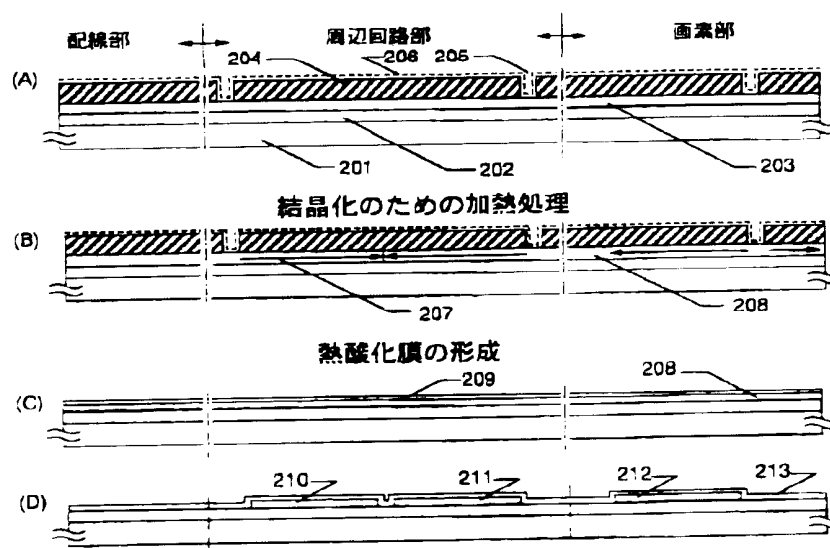 配線部 周辺回路部 画素部
204 206 205
(A)
201 202 203
結晶化のための加熱処理
(B)
207 208
熱酸化膜の形成
209 208
(C)
210 211 212 213
(D)